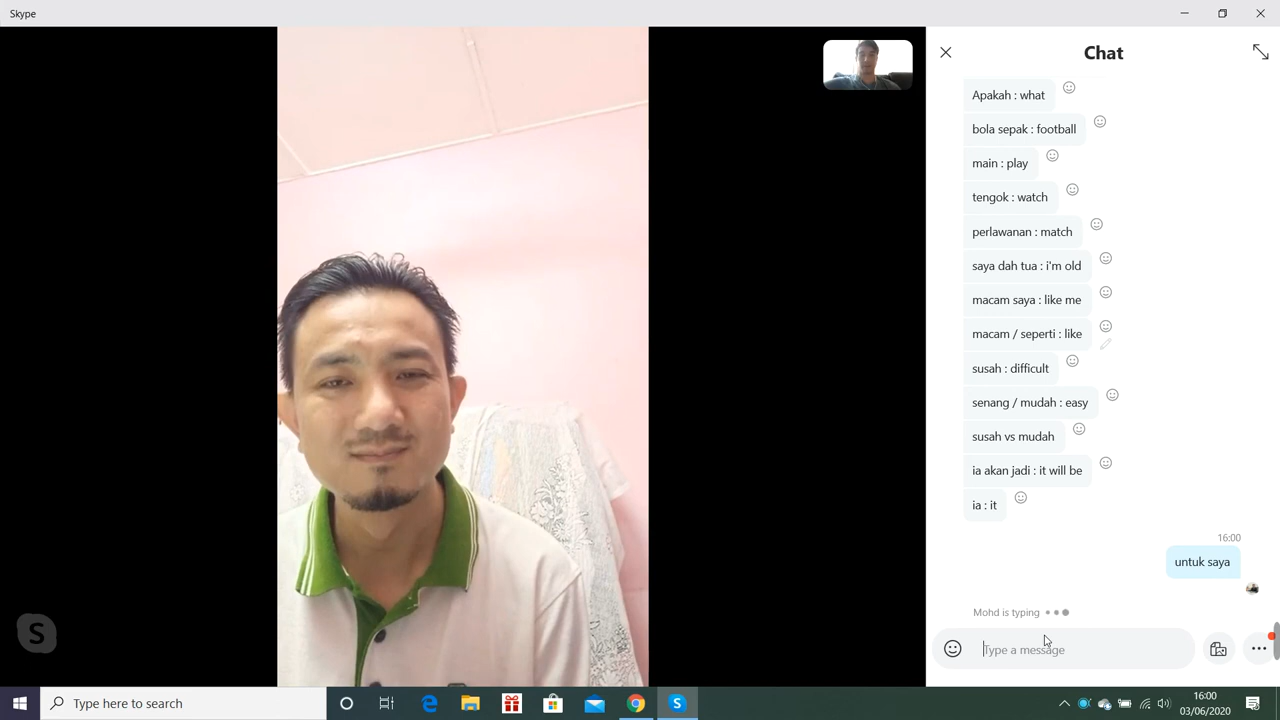 Skype
Chat
Apakah : what
bola sepak : football
main : play
tengok : watch
perlawanan : match
saya dah tua : i'm old
macam saya : like me
macam / seperti : like
susah : difficult
senang / mudah : easy
susah vs mudah
ia akan jadi : it will be
ia : it
16:00
untuk saya
Mohd is typing
Type a message
Type here to search
16:00
03/06/2020